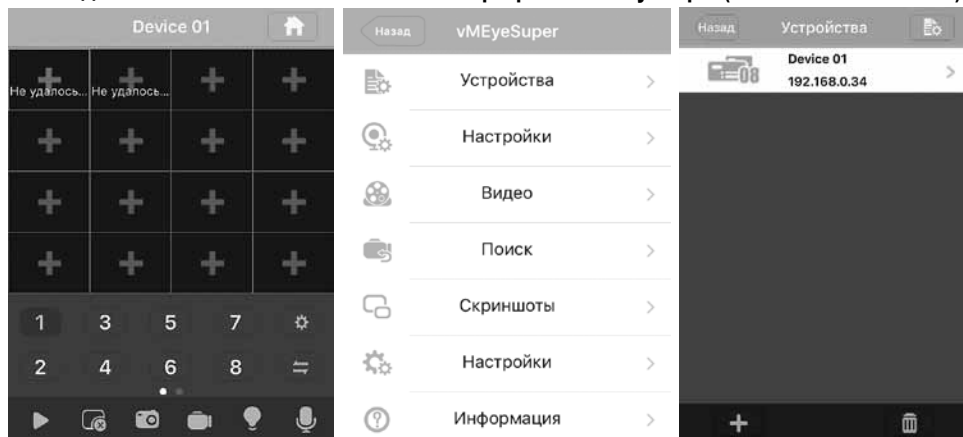 Device 01
Не удалось... Не удалось...
1 3 5 7
2 4 6 8
Назад vMEyeSuper
Устройства
Настройки
Видео
Поиск
Скриншоты
Настройки
Информация
Назад Устройства
08
Device 01
192.168.0.34